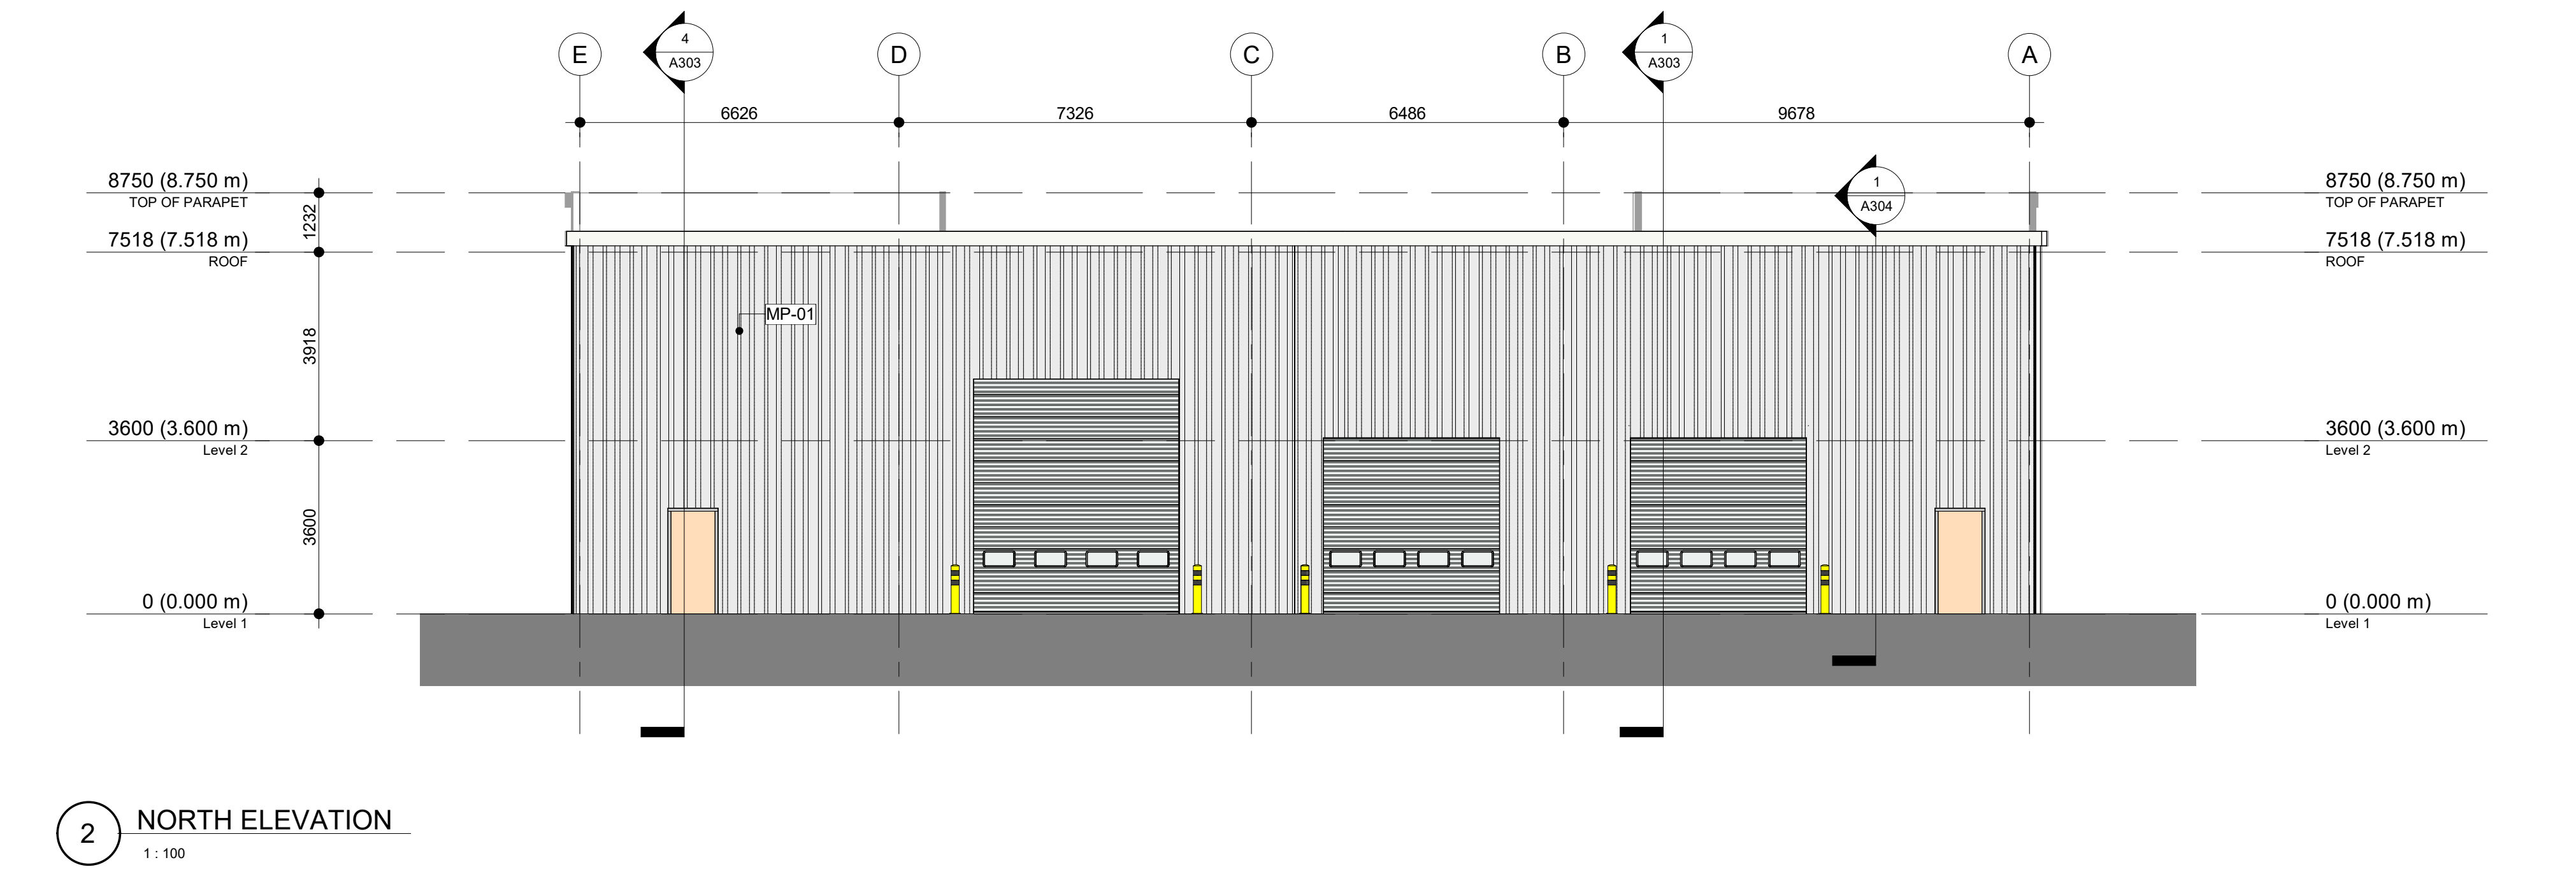 E
4
A303
D
C
B
1
A303
A
6626
7326
6486
9678
8750 (8.750 m)
TOP OF PARAPET
1232
7518 (7.518 m)
ROOF
1
A304
8750 (8.750 m)
TOP OF PARAPET
7518 (7.518 m)
ROOF
MP-01
3918
3600 (3.600 m)
Level 2
3600 (3.600 m)
Level 2
3600
0 (0.000 m)
Level 1
0 (0.000 m)
Level 1
2
NORTH ELEVATION
1 : 100